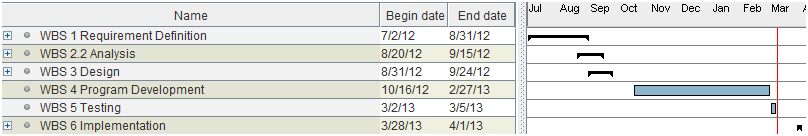 Name Begin date End date Jul Aug Sep Oct Nov Dec Jan Feb Mar Apr
WBS 1 Requirement Definition 7/2/12 8/31/12
WBS 2.2 Analysis 8/20/12 9/15/12
WBS 3 Design 8/31/12 9/24/12
WBS 4 Program Development 10/16/12 2/27/13
WBS 5 Testing 3/2/13 3/5/13
WBS 6 Implementation 3/28/13 4/1/13